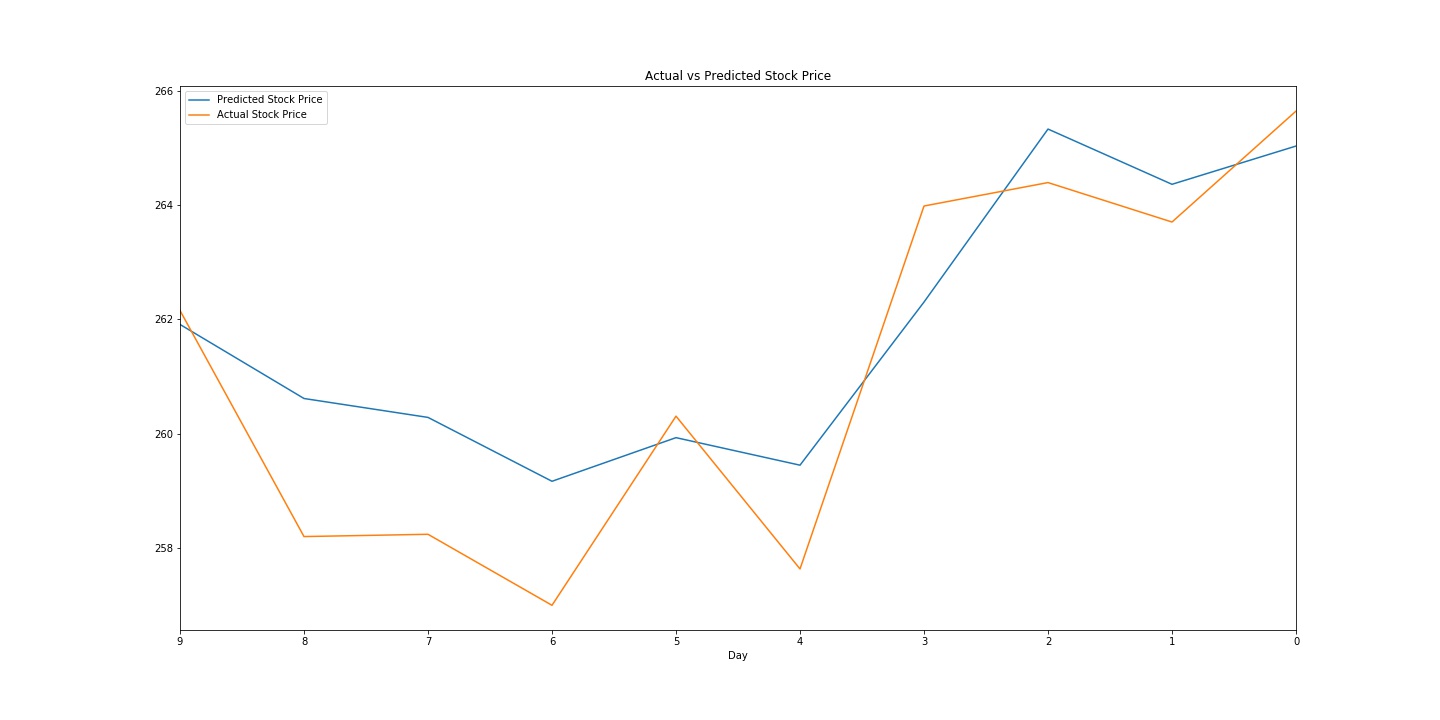 Actual vs Predicted Stock Price
266
Predicted Stock Price
Actual Stock Price
264
262
260
258
9 8 7 6 5 4 3 2 1 0
Day